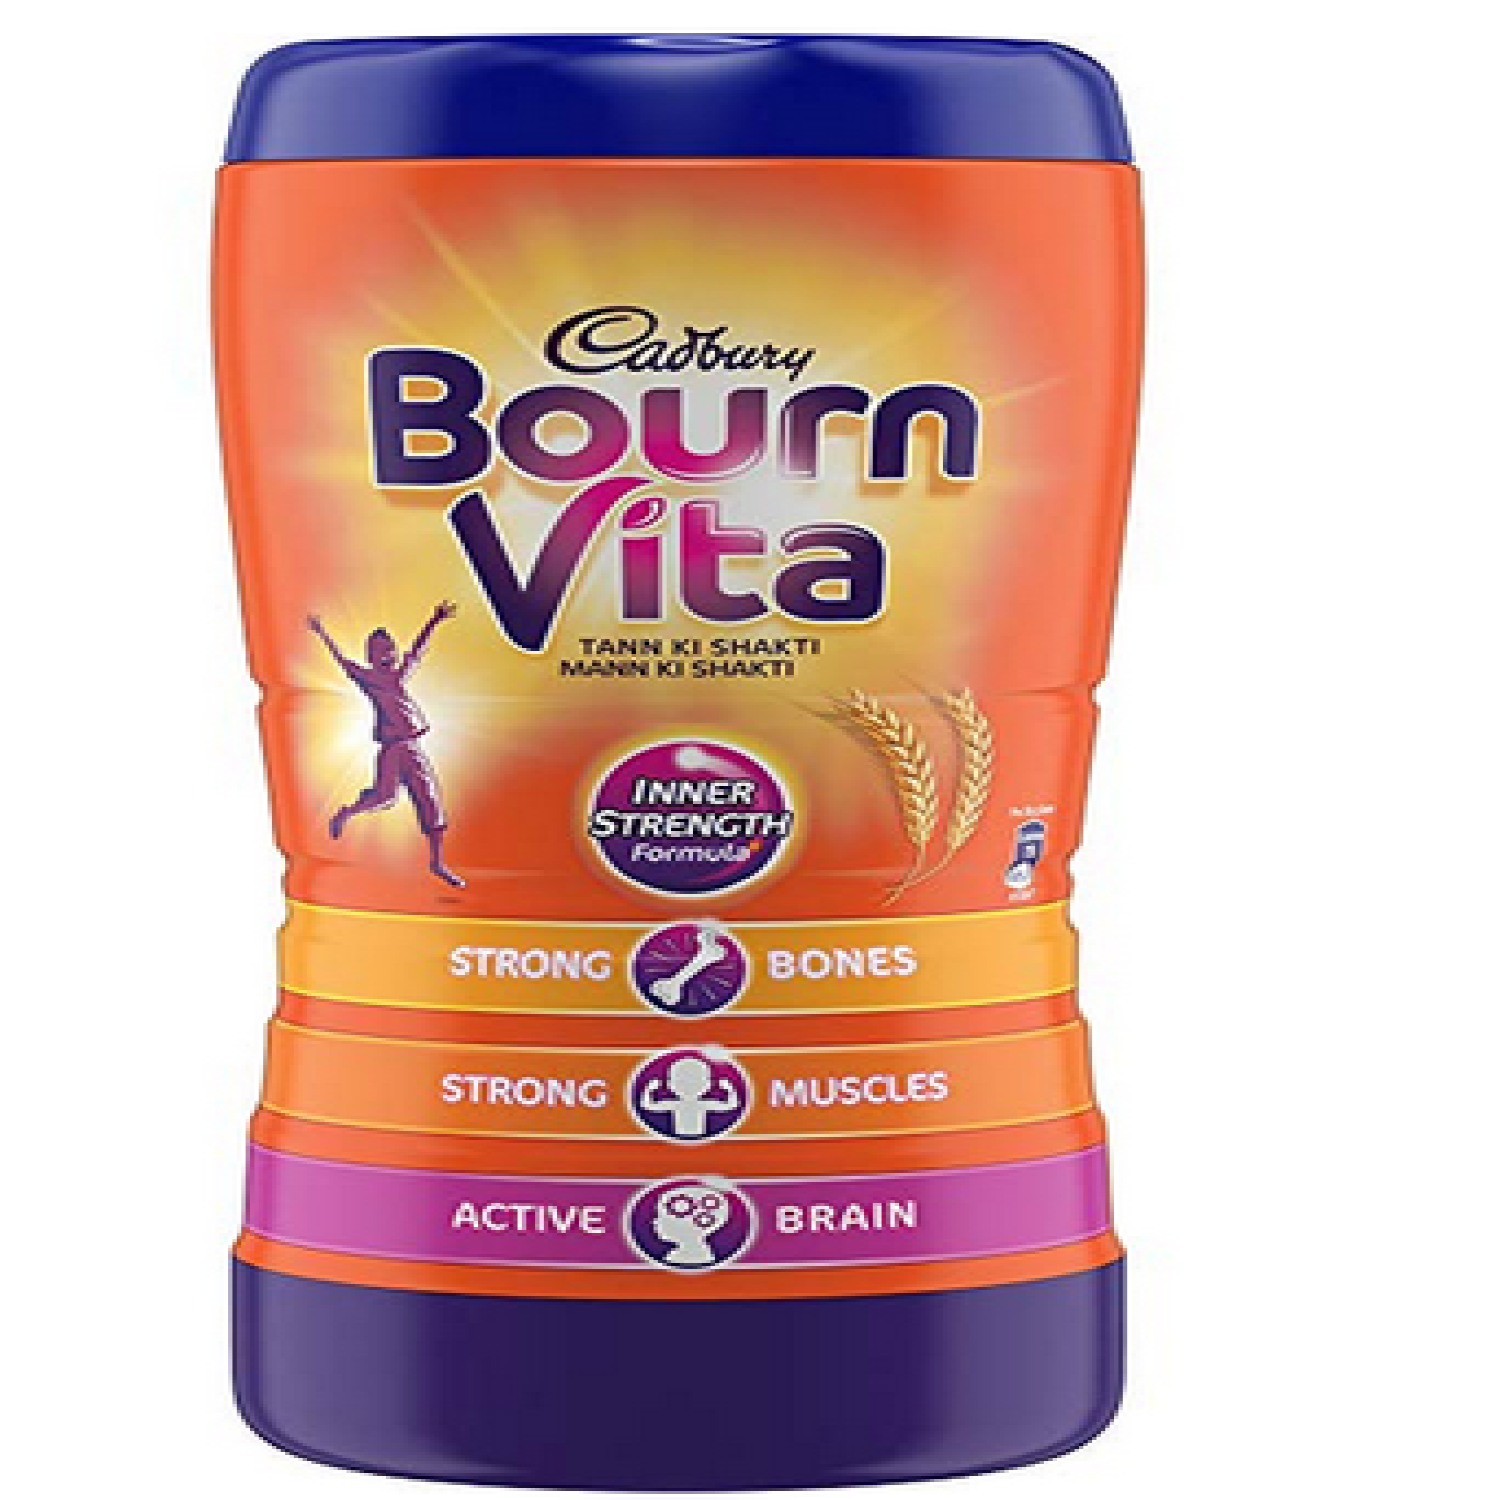 Cadbury
Bourn
Vita
TANN KI SHAKTI
MANN KI SHAKTI
INNER
STRENGTH
Formula
STRONG BONES
STRONG MUSCLES
ACTIVE BRAIN